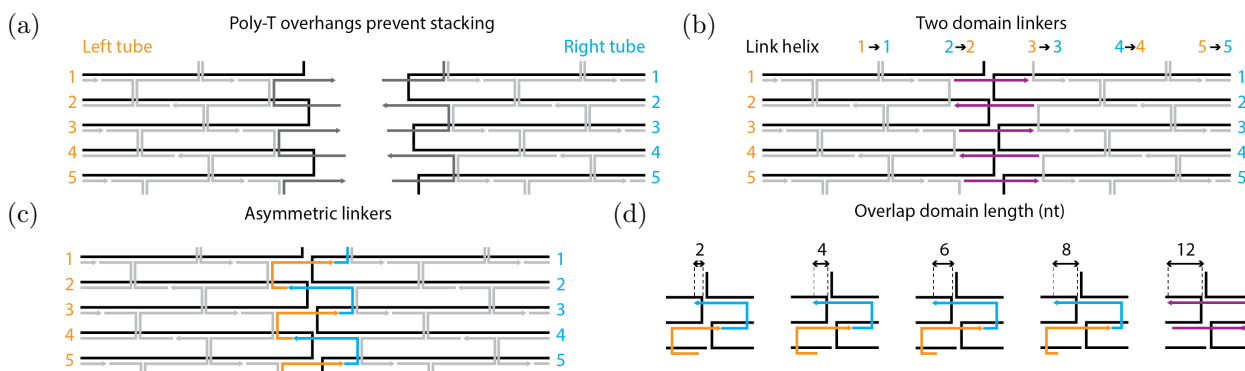 (a)
Poly-T overhangs prevent stacking
Left tube
Right tube
1
2
3
4
5
1
2
3
4
5
(b)
Two domain linkers
Link helix 1➔1 2➔2 3➔3 4➔4 5➔5
1
2
3
4
5
1
2
3
4
5
(c)
Asymmetric linkers
1
2
3
4
5
1
2
3
4
5
(d)
Overlap domain length (nt)
2 4 6 8 12